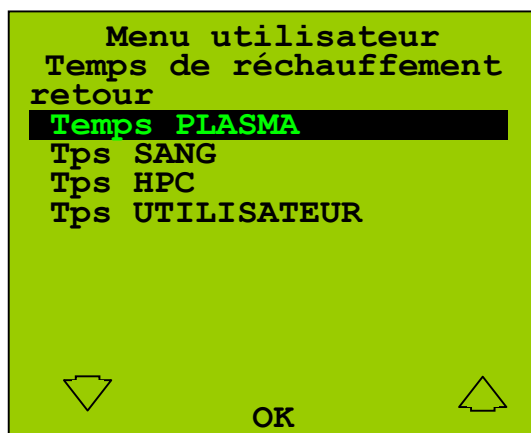 Menu utilisateur
Temps de réchauffement
retour
Temps PLASMA
Tps SANG
Tps HPC
Tps UTILISATEUR
OK